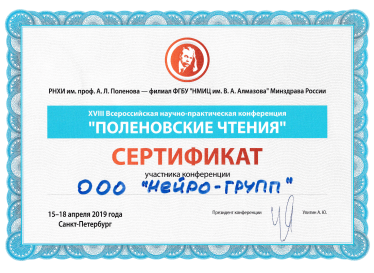 РНХИ им. проф. А. Л. Поленова — филиал ФГБУ "НМИЦ им. В. А. Алмазова" Минздрава России
XVIII Всероссийская научно-практическая конференция
"ПОЛЕНОВСКИЕ ЧТЕНИЯ"
СЕРТИФИКАТ
участника конференции
ООО "Нейро-групп"
15–18 апреля 2019 года
Санкт-Петербург
Президент конференции
Улитин А. Ю.